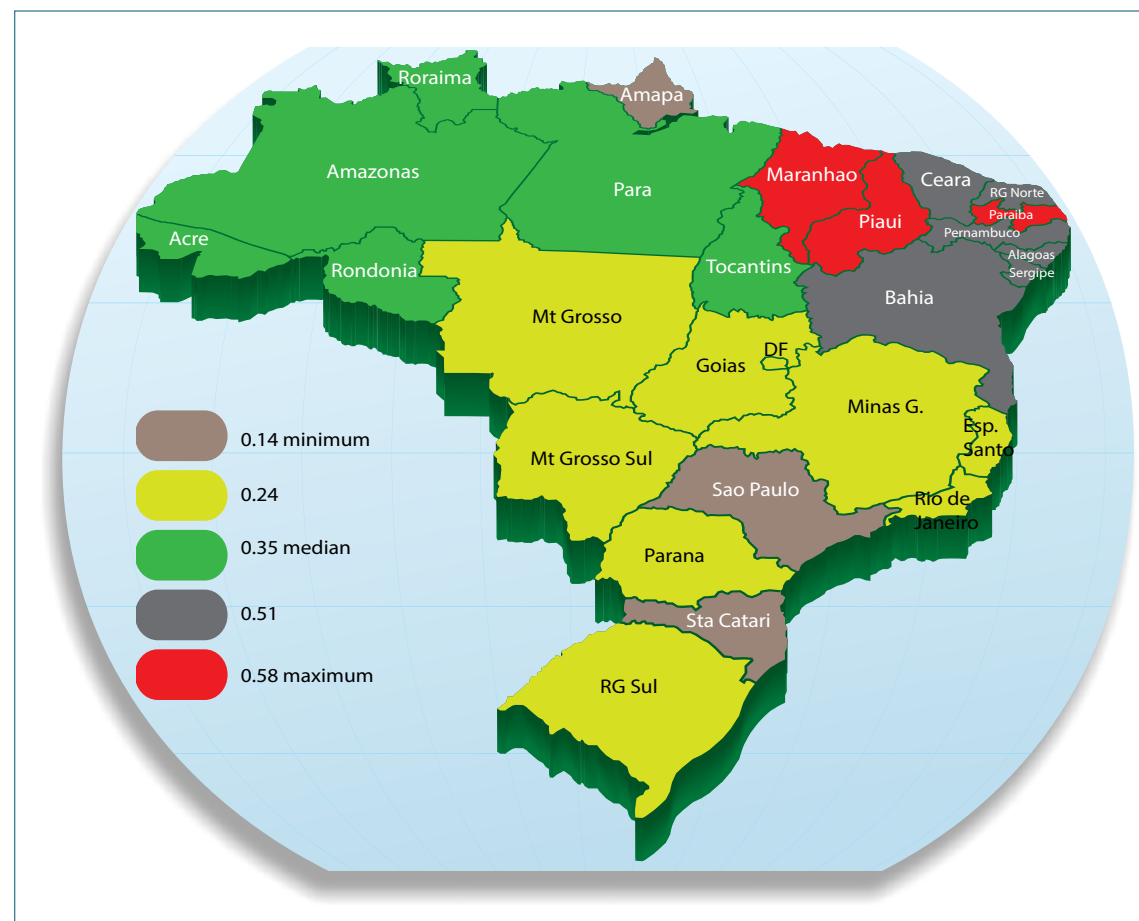 Roraima
Amapa
Amazonas
Para
Maranhao
Ceara
RG Norte
Paraiba
Piaui
Pernambuco
Acre
Rondonia
Tocantins
Alagoas
Sergipe
Bahia
Mt Grosso
DF
Goias
Minas G.
Esp.
Santo
Mt Grosso Sul
Sao Paulo
RIo de
Janeiro
Parana
Sta Catari
RG Sul
0.14 minimum
0.24
0.35 median
0.51
0.58 maximum